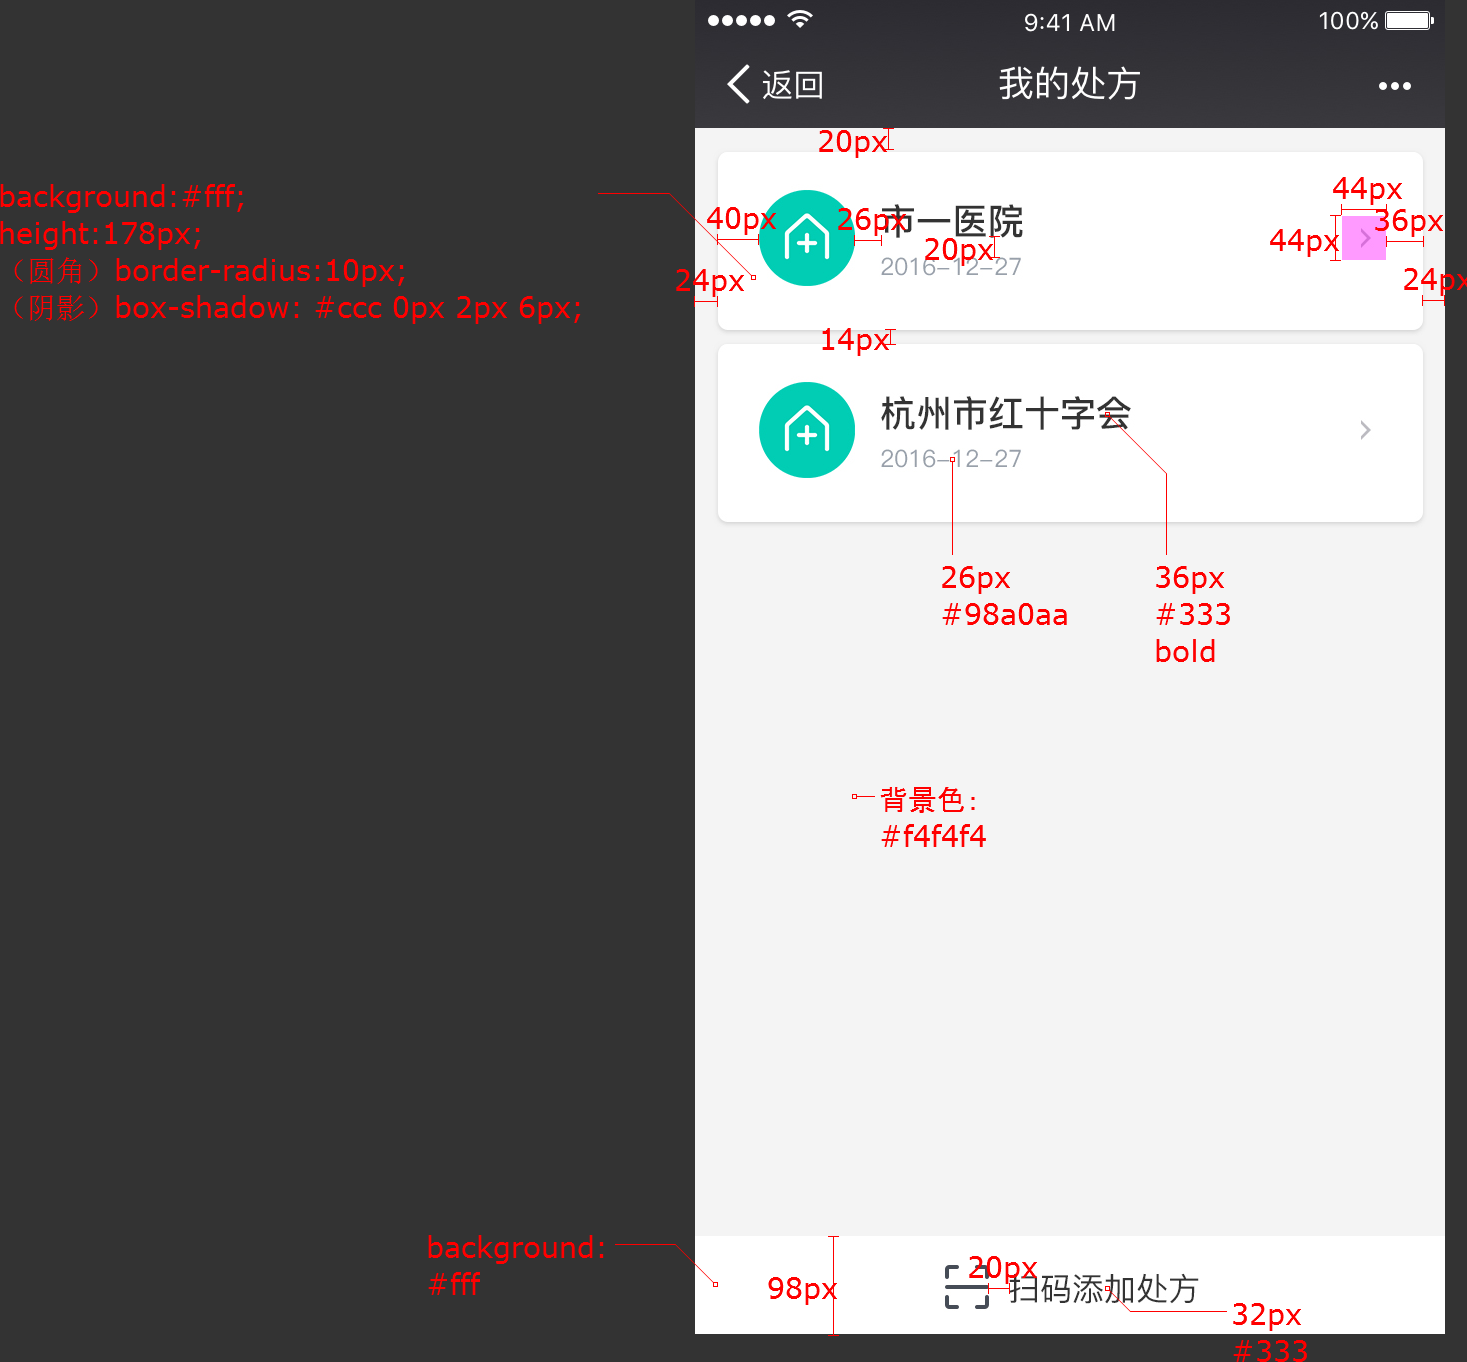 9:41 AM
100%
返回
我的处方
20px
background:#fff;
height:178px;
（圆角）border-radius:10px;
（阴影）box-shadow: #ccc 0px 2px 6px;
40px
26px
市一医院
20px
2016-12-27
44px
44px
36px
24px
24px
14px
杭州市红十字会
2016-12-27
26px
#98a0aa
36px
#333
bold
背景色：
#f4f4f4
background:
#fff
98px
20px
扫码添加处方
32px
#333